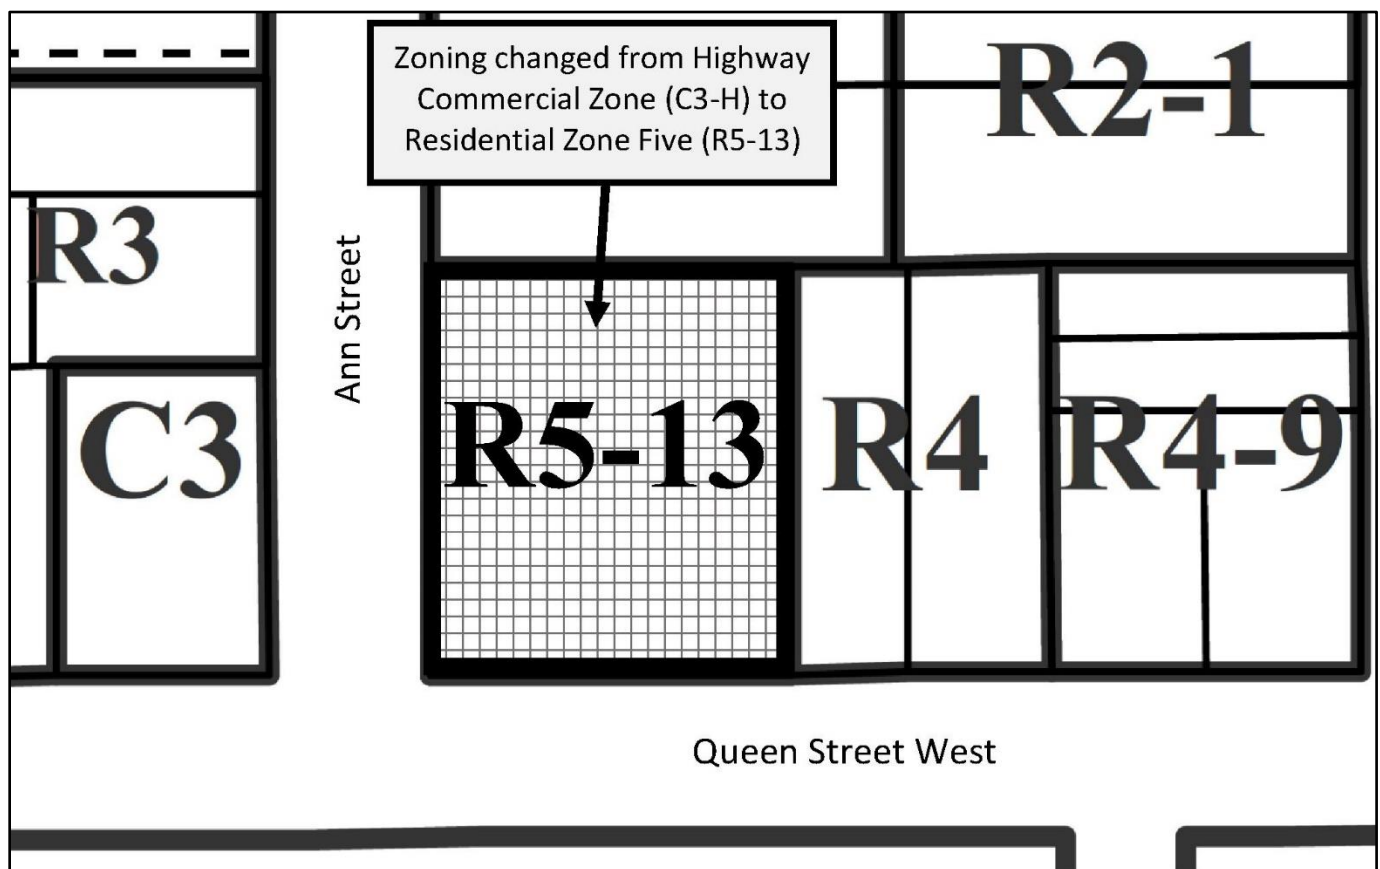 Zoning changed from Highway
Commercial Zone (C3-H) to
Residential Zone Five (R5-13)
R2-1
R3
Ann Street
C3
R5-13
R4
R4-9
Queen Street West